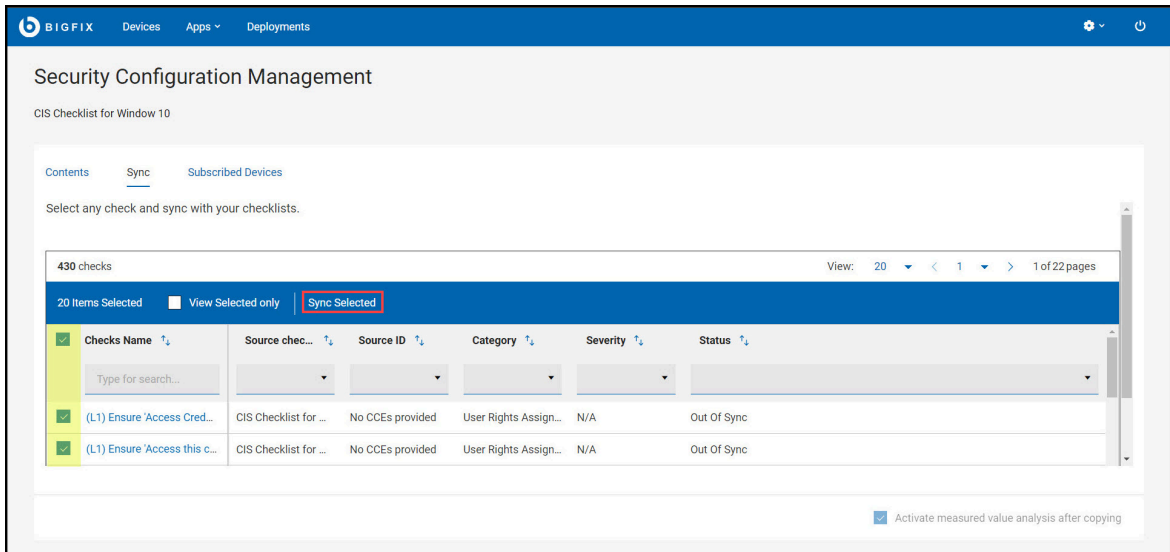 BIGFIX Devices Apps Deployments
Security Configuration Management
CIS Checklist for Window 10
Contents Sync Subscribed Devices
Select any check and sync with your checklists.
430 checks View: 20 1 1 of 22 pages
20 Items Selected View Selected only Sync Selected
Checks Name Source chec... Source ID Category Severity Status
Type for search...
(L1) Ensure 'Access Cred... CIS Checklist for ... No CCEs provided User Rights Assign... N/A Out Of Sync
(L1) Ensure 'Access this c... CIS Checklist for ... No CCEs provided User Rights Assign... N/A Out Of Sync
Activate measured value analysis after copying